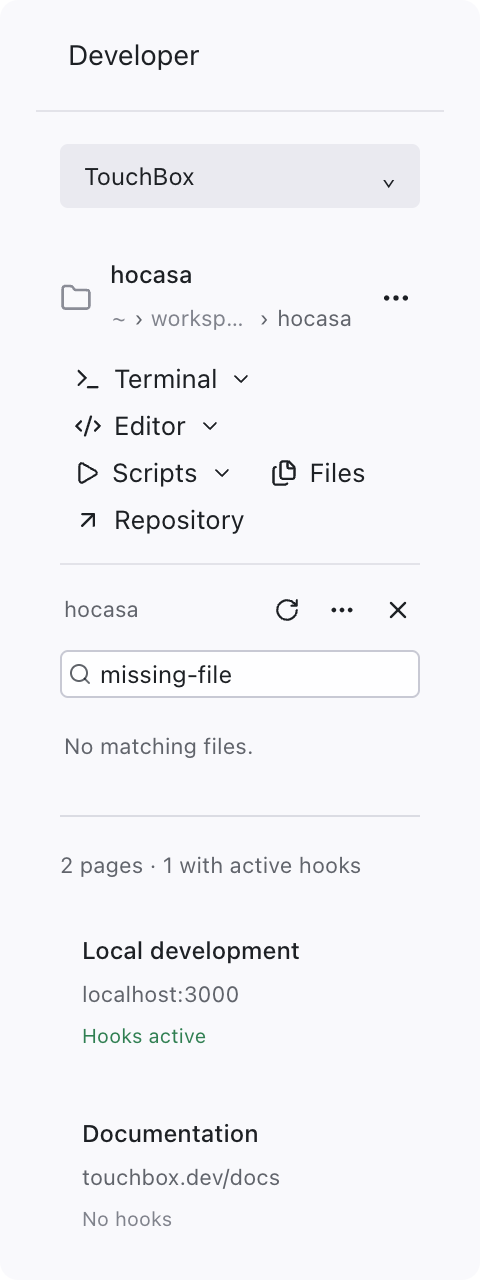 Developer
TouchBox
hocasa
~ › worksp... › hocasa
Terminal
Editor
Scripts
Files
Repository
hocasa
missing-file
No matching files.
2 pages · 1 with active hooks
Local development
localhost:3000
Hooks active
Documentation
touchbox.dev/docs
No hooks